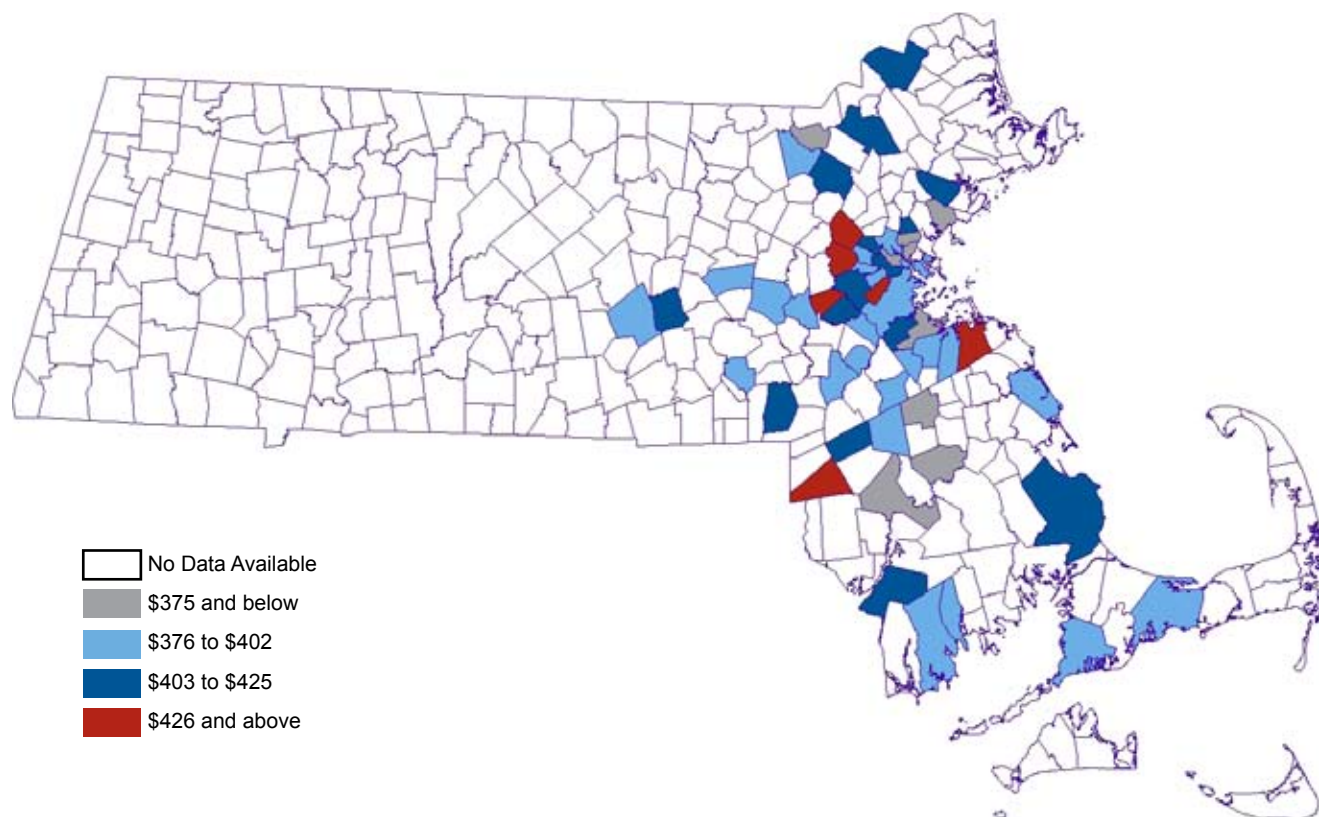 No Data Available
$375 and below
$376 to $402
$403 to $425
$426 and above